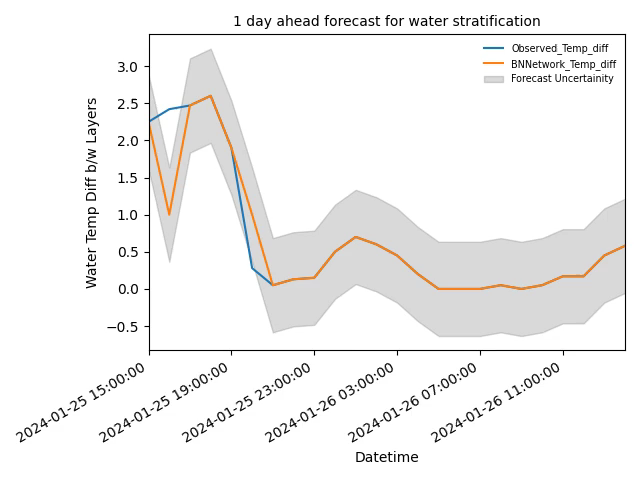 1 day ahead forecast for water stratification
Observed_Temp_diff
BNNetwork_Temp_diff
Forecast Uncertainity
Water Temp Diff b/w Layers
3.0
2.5
2.0
1.5
1.0
0.5
0.0
−0.5
2024-01-25 15:00:00
2024-01-25 19:00:00
2024-01-25 23:00:00
2024-01-26 03:00:00
2024-01-26 07:00:00
2024-01-26 11:00:00
Datetime